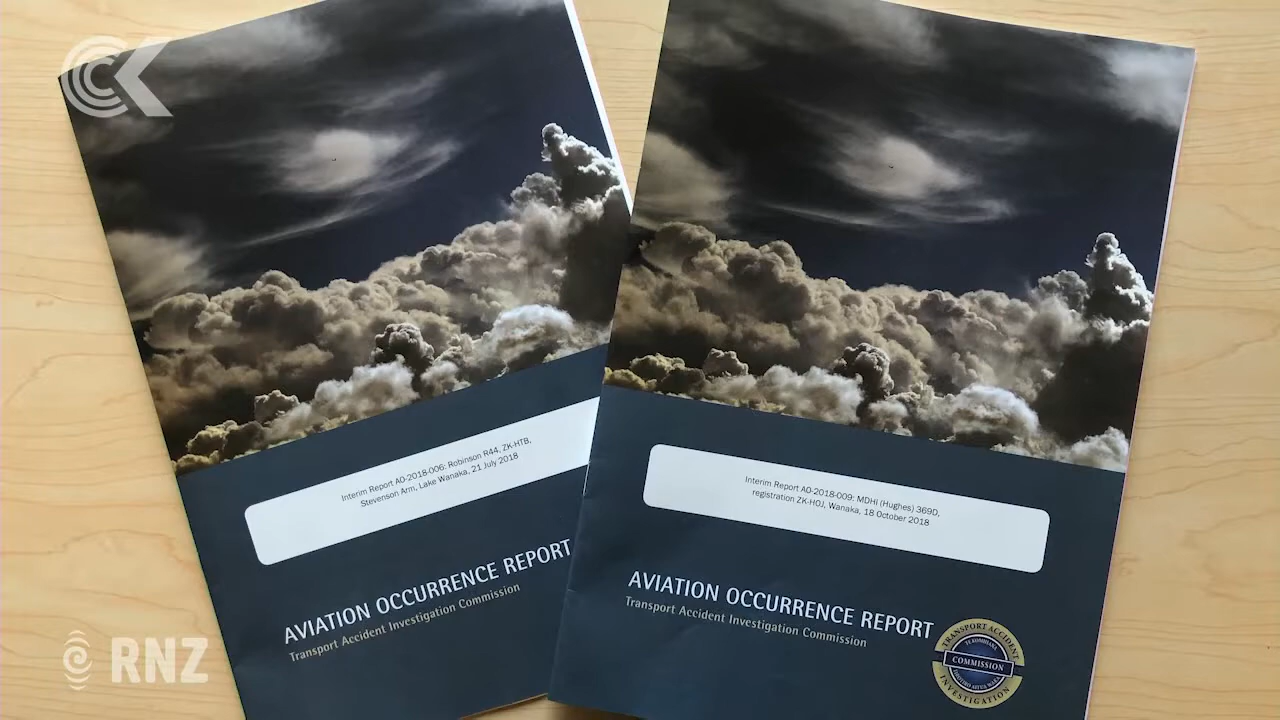 CK
Interim Report AO-2018-006: Robinson R44, ZK-HTB,
Stevenson Arm, Lake Wanaka, 21 July 2018
AVIATION OCCURRENCE REPORT
Transport Accident Investigation Commission
Interim Report AO-2018-009: MDHI (Hughes) 369D,
registration ZK-HOJ, Wanaka, 18 October 2018
AVIATION OCCURRENCE REPORT
Transport Accident Investigation Commission
TRANSPORT ACCIDENT
COMMISSION
INVESTIGATION
RNZ